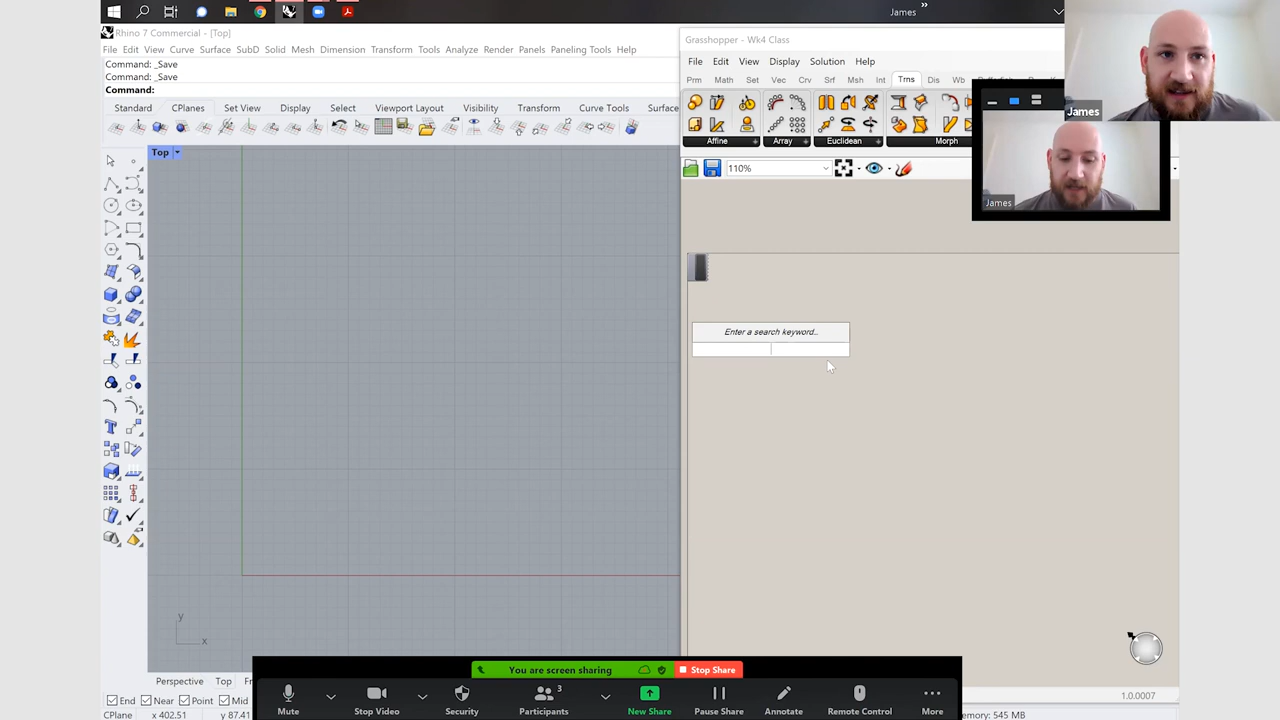 James
Rhino 7 Commercial - [Top]
File Edit View Curve Surface SubD Solid Mesh Dimension Transform Tools Analyze Render Panels Paneling Tools Help
Command: _Save
Command: _Save
Command:
Standard CPlanes Set View Display Select Viewport Layout Visibility Transform Curve Tools Surface
Top
y
x
Perspective Top
End Near Point Mid
CPlane x 402.51 y 87.41
Grasshopper - Wk4 Class
File Edit View Display Solution Help
Prm Math Set Vec Crv Srf Msh Int Trns Dis Wb
Affine Array Euclidean Morph
110%
Enter a search keyword..
James
James
You are screen sharing Stop Share
3
Mute Stop Video Security Participants New Share Pause Share Annotate Remote Control More
1.0.0007
memory: 545 MB